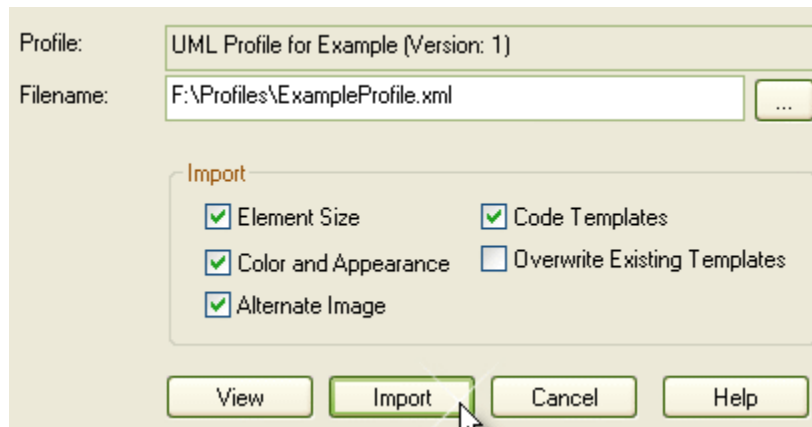 Profile: UML Profile for Example (Version: 1)
Filename: F:\Profiles\ExampleProfile.xml ...
Import
Element Size Code Templates
Color and Appearance Overwrite Existing Templates
Alternate Image
View Import Cancel Help